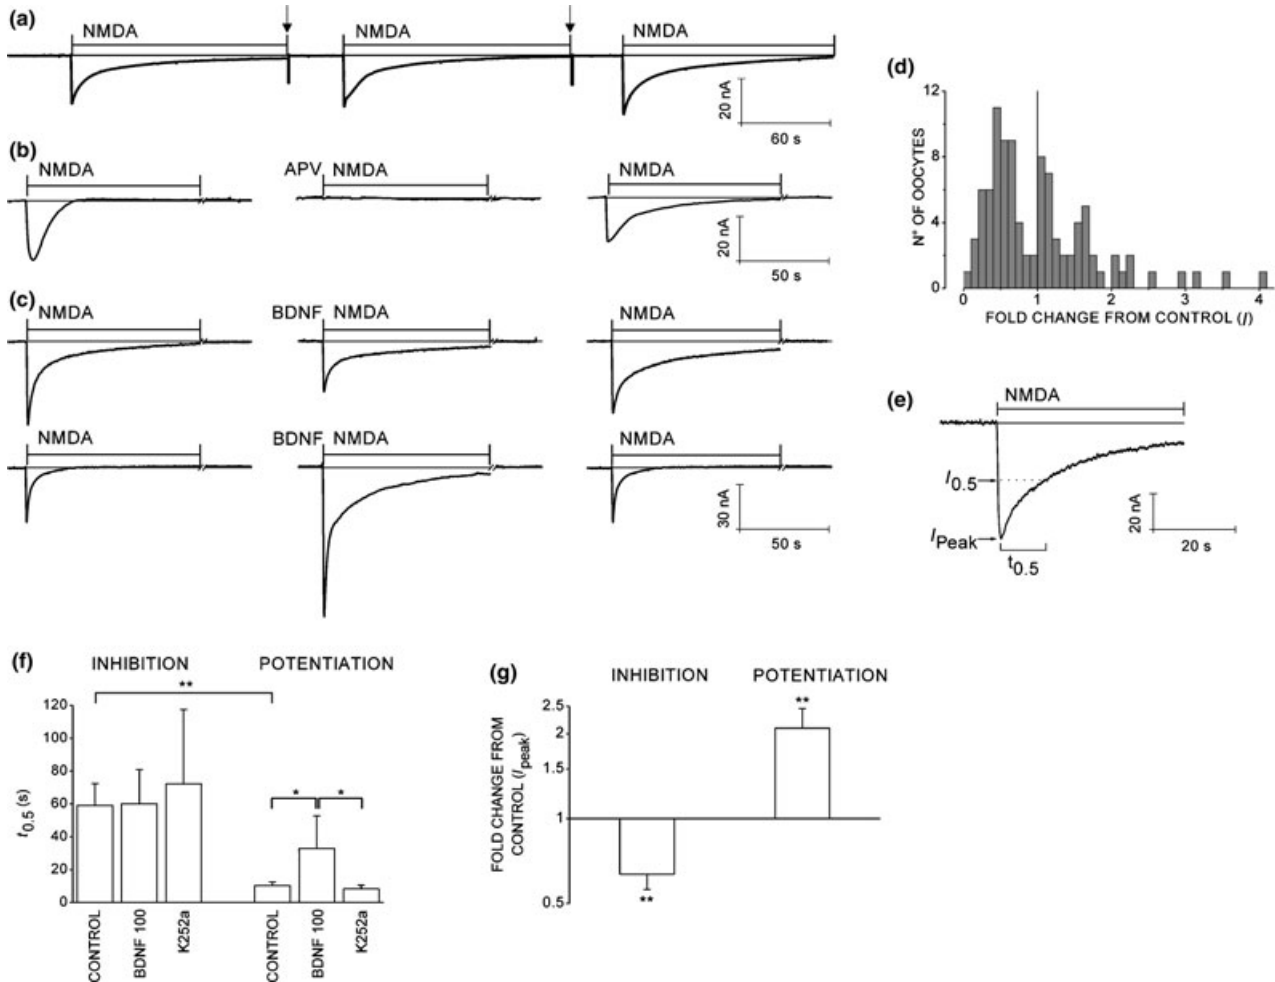 (a)
NMDA NMDA NMDA
20 nA
60 s
(b)
NMDA APV NMDA NMDA
20 nA
50 s
(c)
NMDA BDNF NMDA NMDA
NMDA BDNF NMDA NMDA
30 nA
50 s
(d)
12
8
4
0
N° OF OOCYTES
0 1 2 3 4
FOLD CHANGE FROM CONTROL (I)
(e)
NMDA
I0.5
IPeak
t0.5
20 nA
20 s
(f)
INHIBITION POTENTIATION
**
* *
120
100
80
60
40
20
0
t0.5 (s)
CONTROL BDNF 100 K252a CONTROL BDNF 100 K252a
(g)
INHIBITION POTENTIATION
**
**
2.5
2
1.5
1
0.5
FOLD CHANGE FROM
CONTROL (Ipeak)